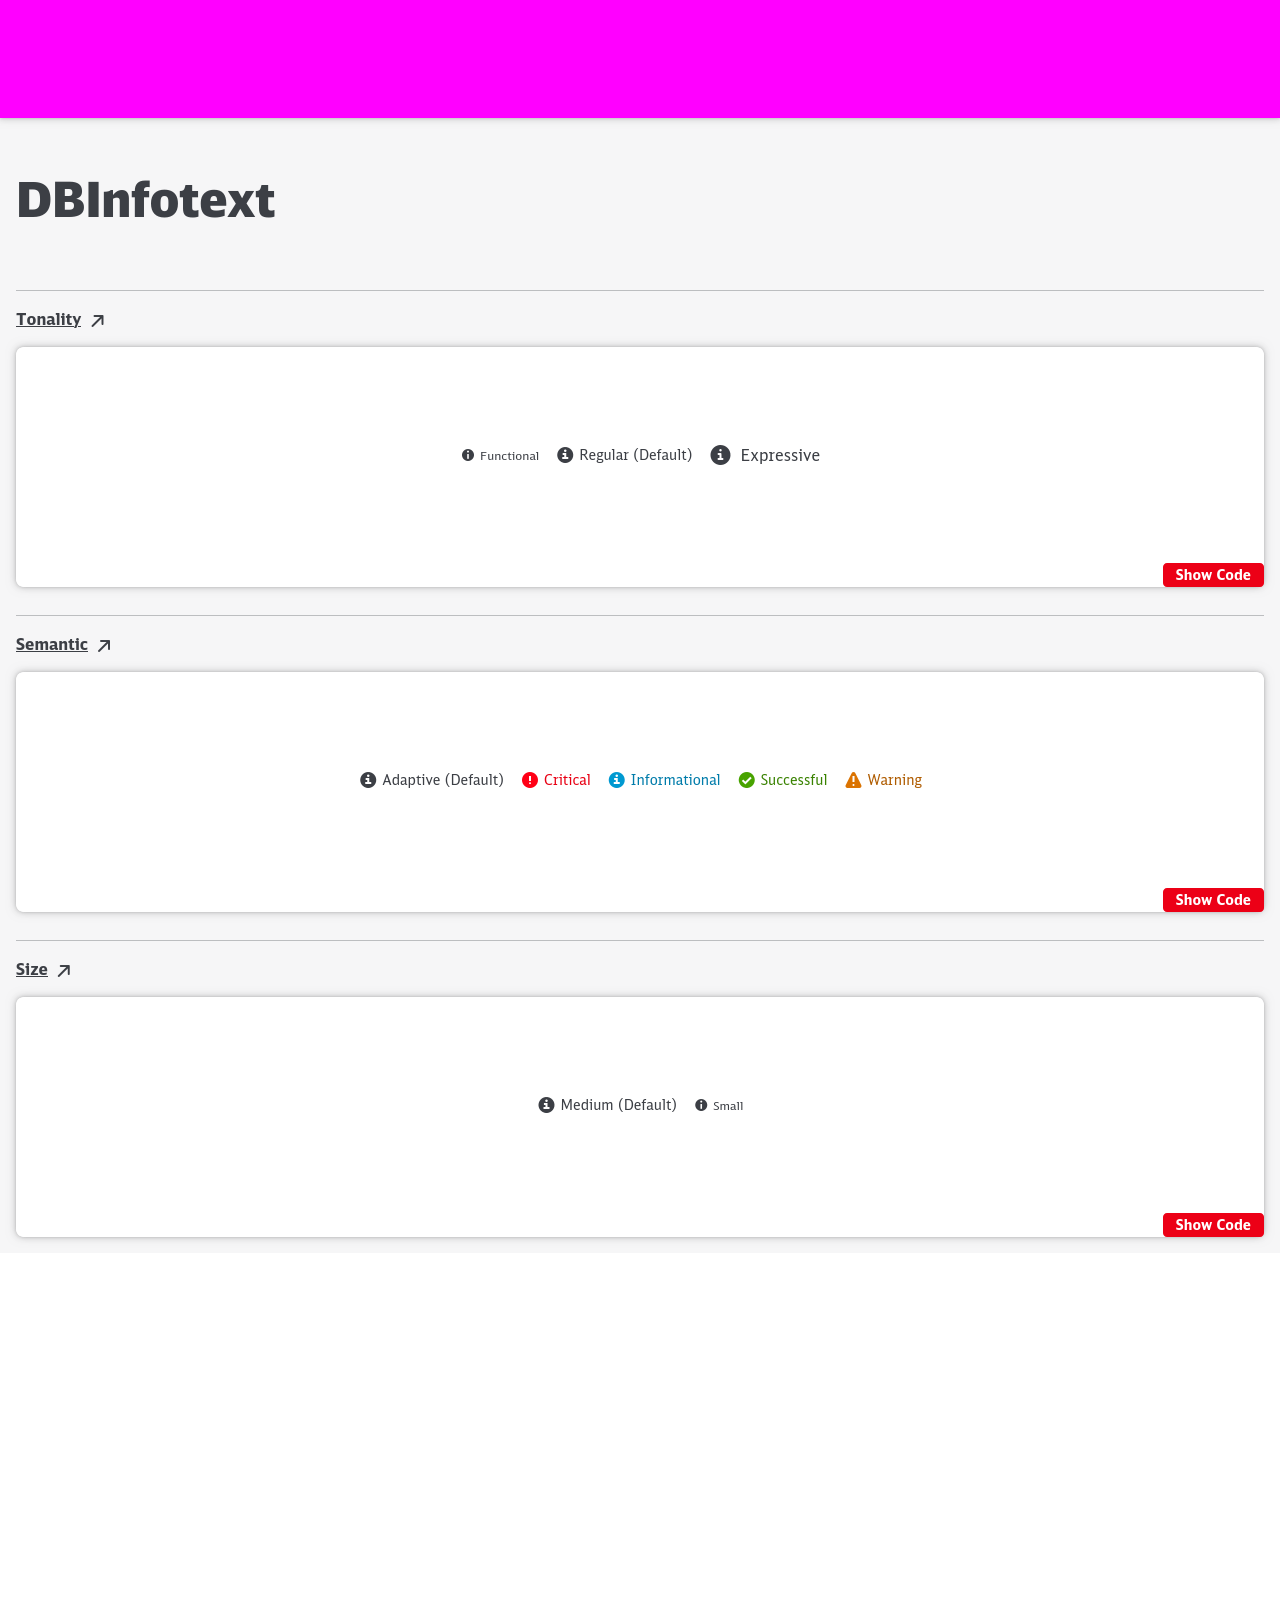 DBInfotext
Tonality
Functional Regular (Default) Expressive
Show Code
Semantic
Adaptive (Default) Critical Informational Successful Warning
Show Code
Size
Medium (Default) Small
Show Code